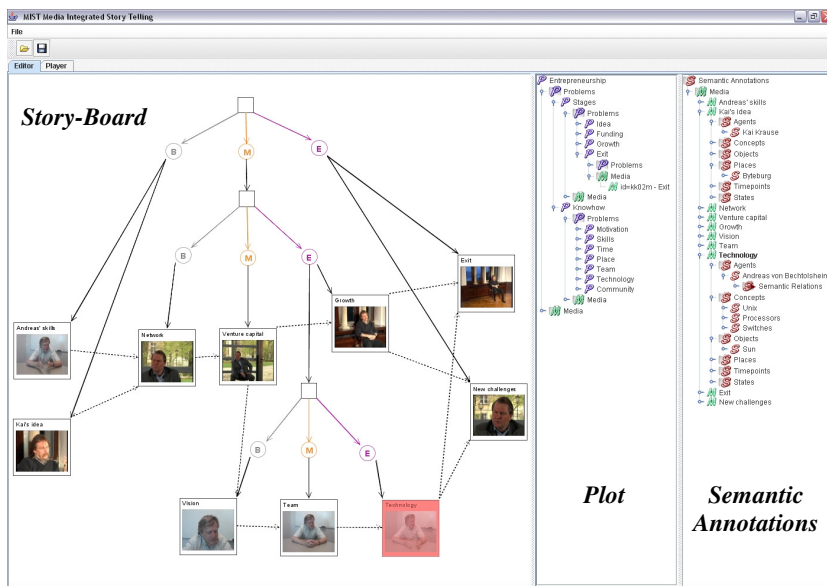 MIST Media Integrated Story Telling
File
Editor Player
Story-Board
B M E
B M E
Exit
Growth
Andreas' skills
Network
Venture capital
New challenges
Kai's idea
B M E
Vision
Team
Technology
Entrepreneurship
Problems
Stages
Problems
Idea
Funding
Growth
Exit
Problems
Media
id=kk02m - Exit
Media
Knowhow
Problems
Motivation
Skills
Time
Place
Team
Technology
Community
Media
Media
Plot
Semantic Annotations
Media
Andreas' skills
Kai's idea
Agents
Kai Krause
Concepts
Objects
Places
Byteburg
Timepoints
States
Network
Venture capital
Growth
Vision
Team
Technology
Agents
Andreas von Bechtolsheim
Semantic Relations
Concepts
Unix
Processors
Switches
Objects
Sun
Places
Timepoints
States
Exit
New challenges
Semantic
Annotations